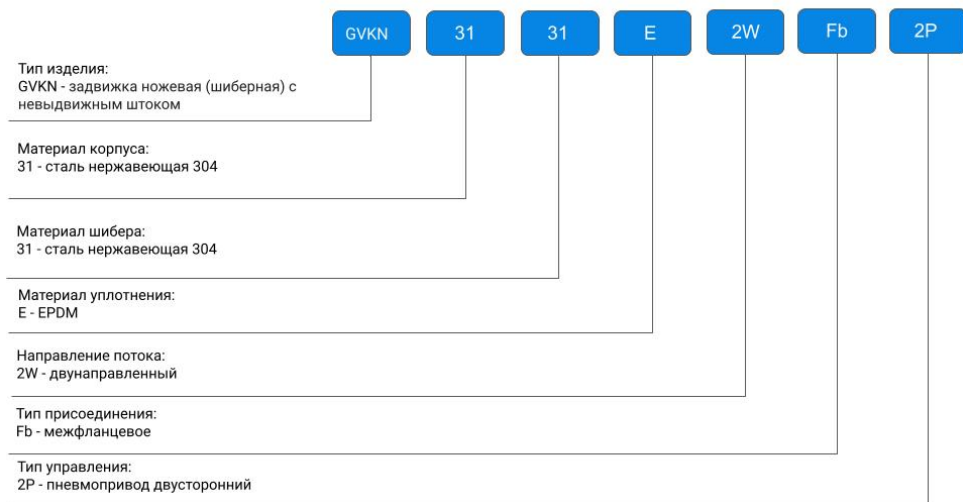 GVKN 31 31 E 2W Fb 2P
Тип изделия:
GVKN - задвижка ножевая (шиберная) с
невыдвижным штоком
Материал корпуса:
31 - сталь нержавеющая 304
Материал шибера:
31 - сталь нержавеющая 304
Материал уплотнения:
E - EPDM
Направление потока:
2W - двунаправленный
Тип присоединения:
Fb - межфланцевое
Тип управления:
2P - пневмопривод двусторонний